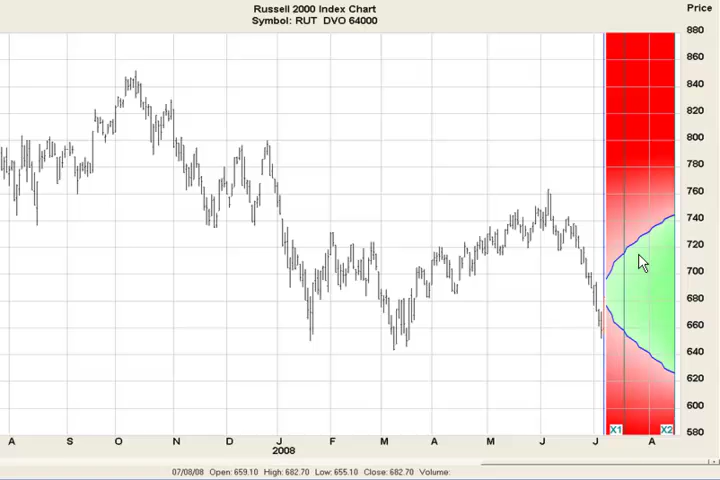 Russell 2000 Index Chart
Price
Symbol: RUT DVO 64000
880
860
840
820
800
780
760
740
720
700
680
660
640
620
600
580
X1 X2
A S O N D J F M A M J J A
2008
07/08/08 Open: 659.10 High: 682.70 Low: 655.10 Close: 682.70 Volume: